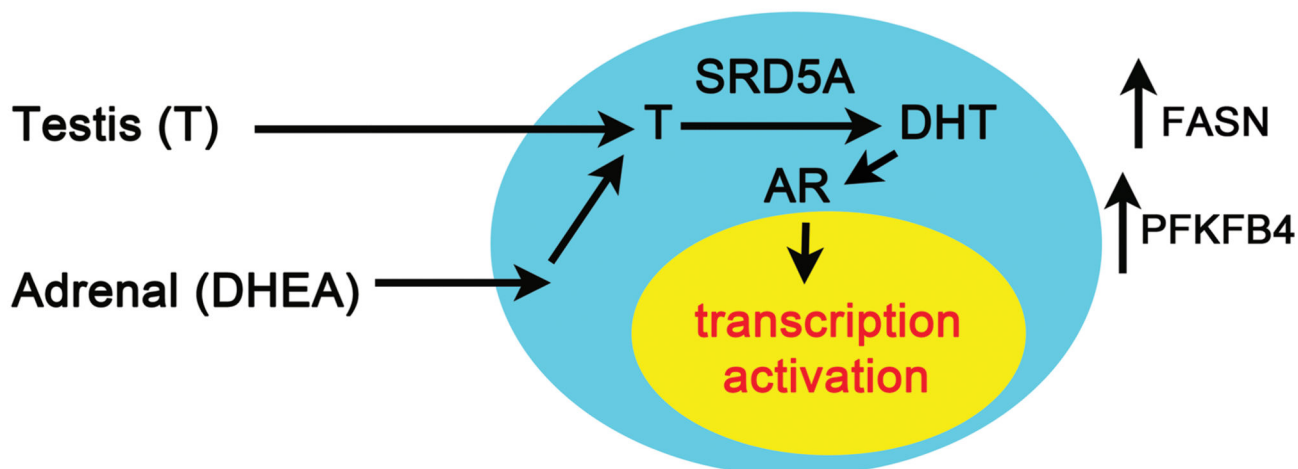 SRD5A
Testis (T)
T
DHT
FASN
AR
PFKFB4
Adrenal (DHEA)
transcription
activation